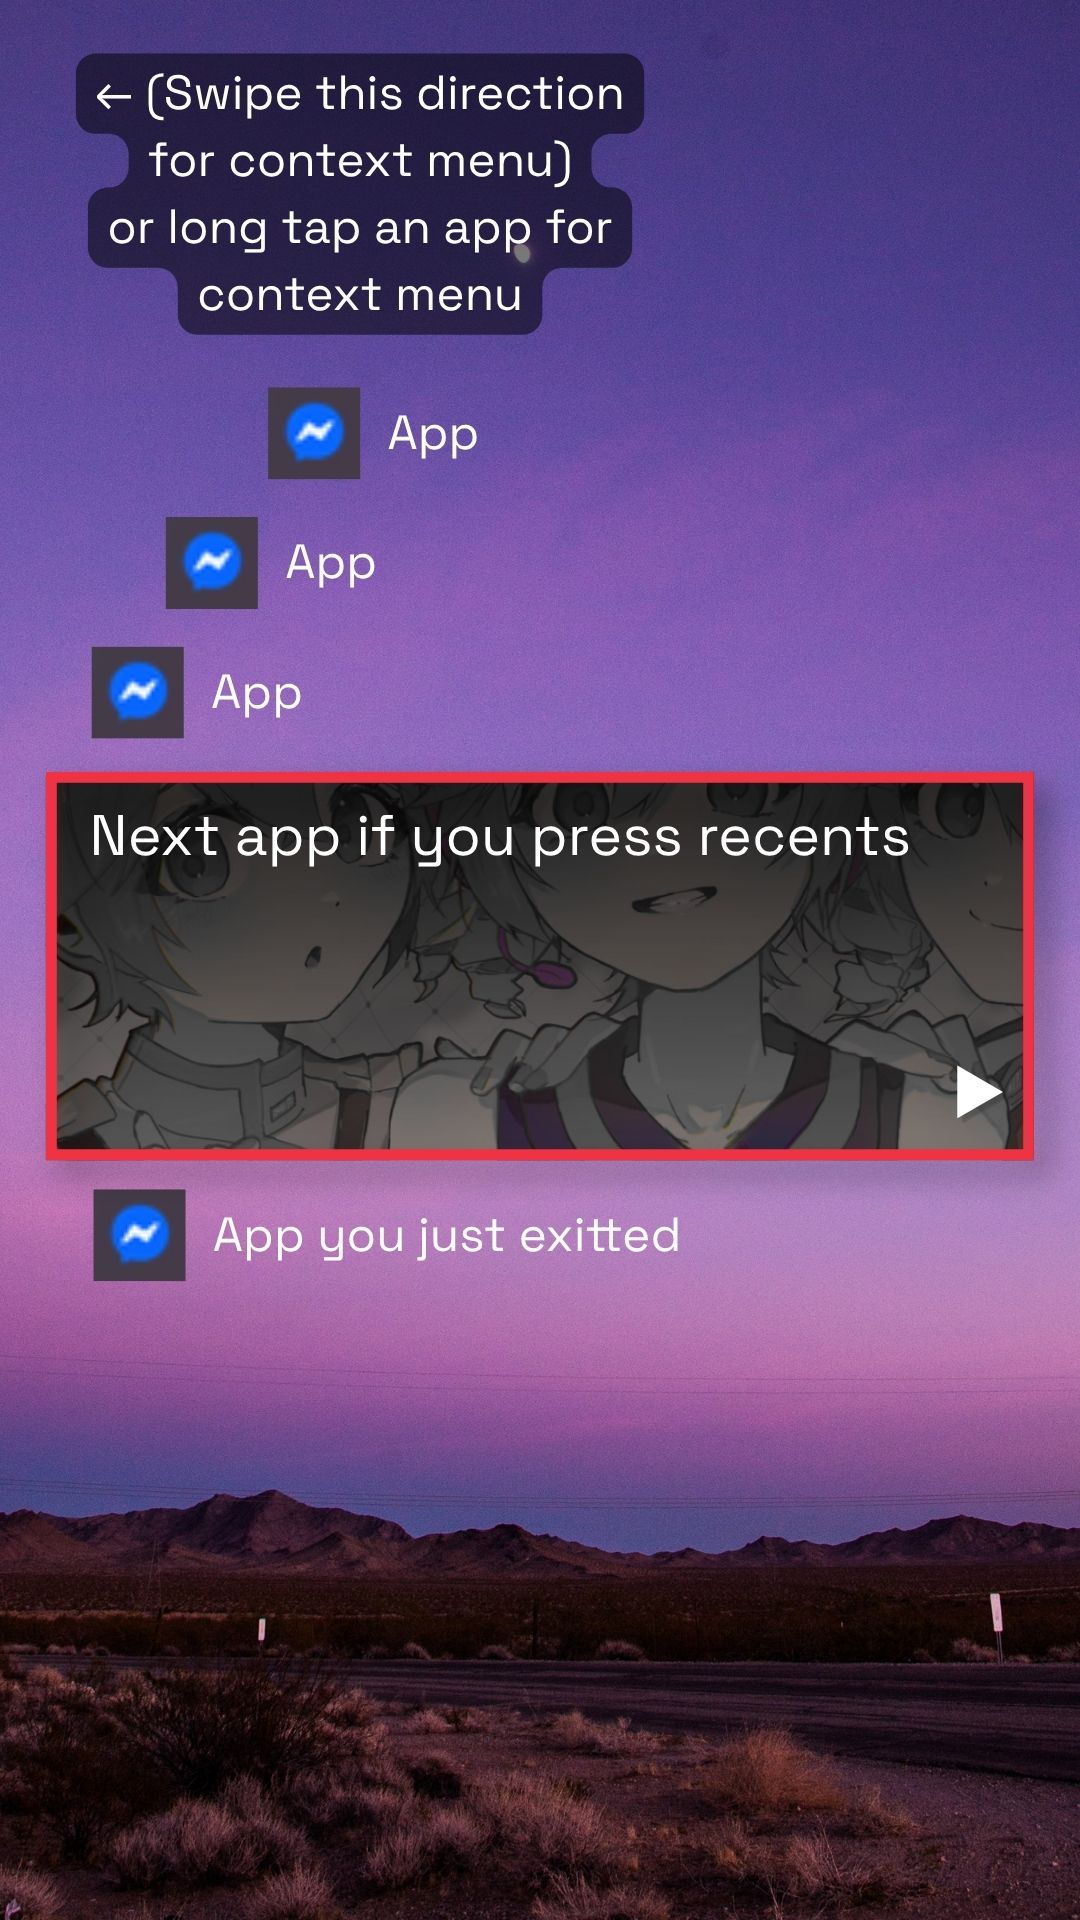 ← (Swipe this direction
for context menu)
or long tap an app for
context menu
App
App
App
Next app if you press recents
App you just exitted